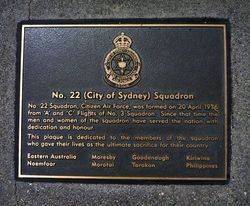 No. 22 (City of Sydney) Squadron
No. 22 Squadron, Citizen Air Force, was formed on 20 April 1936
from 'A' and 'C' Flights of No. 3 Squadron. Since that time the
men and women of the squadron have served the nation with
dedication and honour.
This plaque is dedicated to the members of the squadron
who gave their lives as the ultimate sacrifice for their country.
Eastern Australia Moresby Goodenough Kiriwina
Noemfoor Morotai Tarakan Philippines